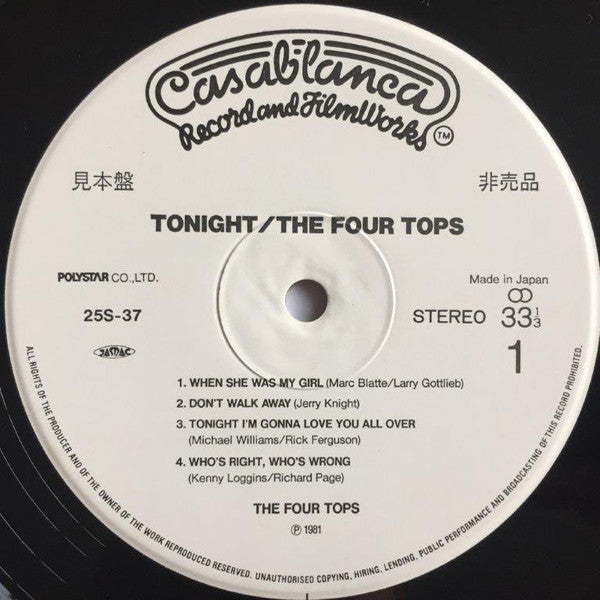 Casablanca
Record and FilmWorks TM
見本盤
非売品
TONIGHT/THE FOUR TOPS
POLYSTAR CO.,LTD.
Made in Japan
25S-37
STEREO 33 1/3
JASRAC
1
1. WHEN SHE WAS MY GIRL (Marc Blatte/Larry Gottlieb)
2. DON'T WALK AWAY (Jerry Knight)
3. TONIGHT I'M GONNA LOVE YOU ALL OVER
(Michael Williams/Rick Ferguson)
4. WHO'S RIGHT, WHO'S WRONG
(Kenny Loggins/Richard Page)
THE FOUR TOPS
Ⓟ 1981
ALL RIGHTS OF THE PRODUCER AND OF THE OWNER OF THE WORK REPRODUCED RESERVED. UNAUTHORISED COPYING, HIRING, LENDING, PUBLIC PERFORMANCE AND BROADCASTING OF THIS RECORD PROHIBITED.